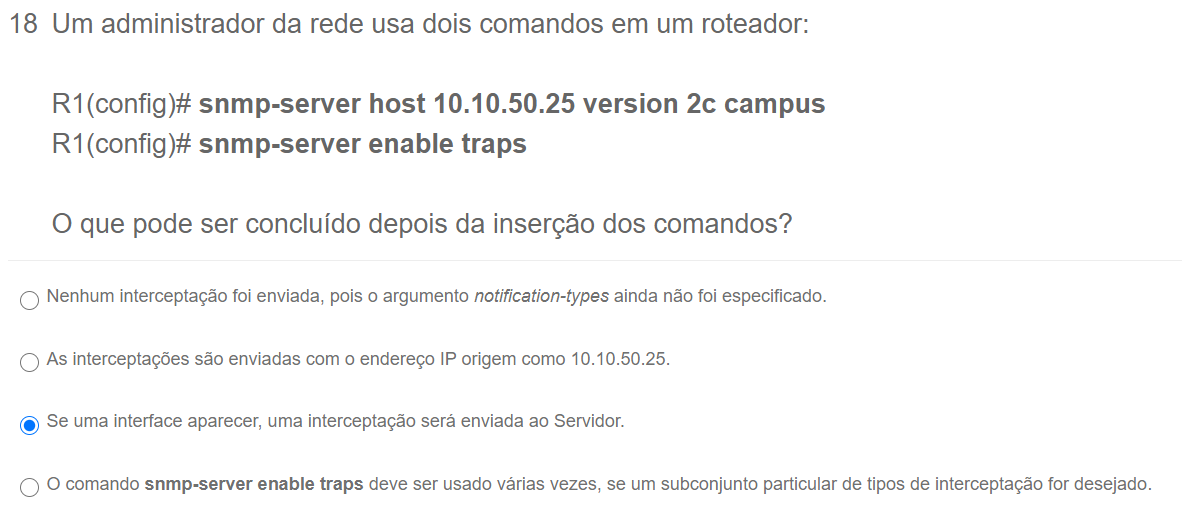 18 Um administrador da rede usa dois comandos em um roteador:
R1(config)# snmp-server host 10.10.50.25 version 2c campus
R1(config)# snmp-server enable traps
O que pode ser concluído depois da inserção dos comandos?
Nenhum interceptação foi enviada, pois o argumento notification-types ainda não foi especificado.
As interceptações são enviadas com o endereço IP origem como 10.10.50.25.
Se uma interface aparecer, uma interceptação será enviada ao Servidor.
O comando snmp-server enable traps deve ser usado várias vezes, se um subconjunto particular de tipos de interceptação for desejado.